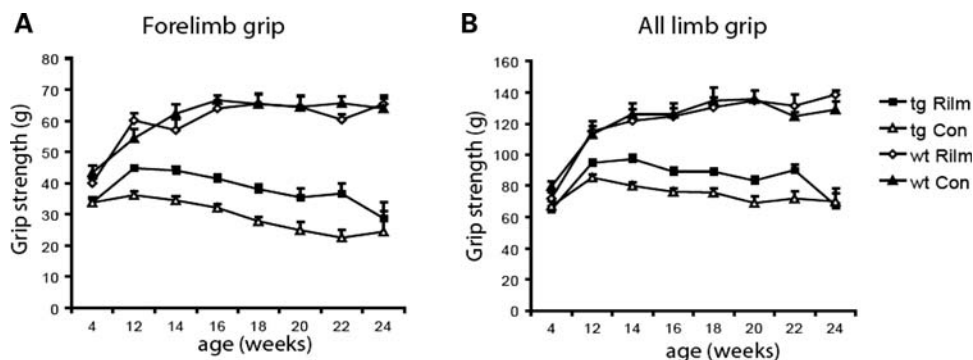 A Forelimb grip
Grip strength (g)
80
70
60
50
40
30
20
10
0
4 12 14 16 18 20 22 24
age (weeks)
B All limb grip
Grip strength (g)
160
140
120
100
80
60
40
20
0
4 12 14 16 18 20 22 24
age (weeks)
tg Rilm
tg Con
wt Rilm
wt Con